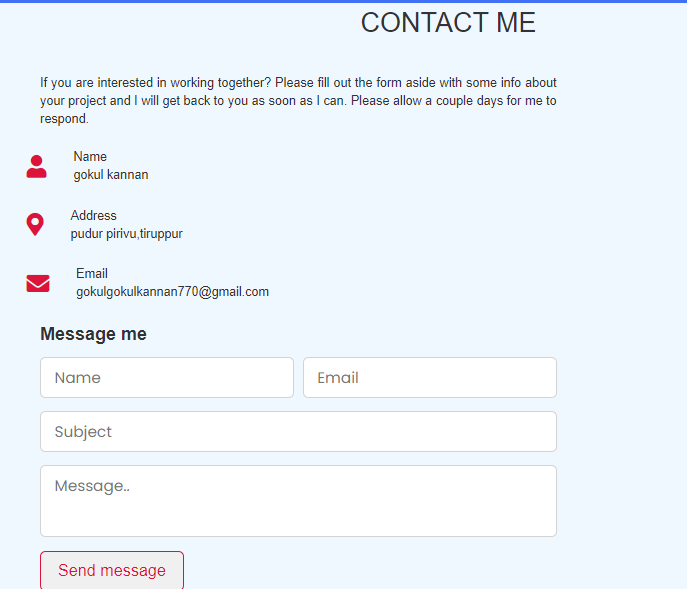 CONTACT ME
If you are interested in working together? Please fill out the form aside with some info about
your project and I will get back to you as soon as I can. Please allow a couple days for me to
respond.
Name
gokul kannan
Address
pudur pirivu,tiruppur
Email
gokulgokulkannan770@gmail.com
Message me
Name Email
Subject
Message..
Send message